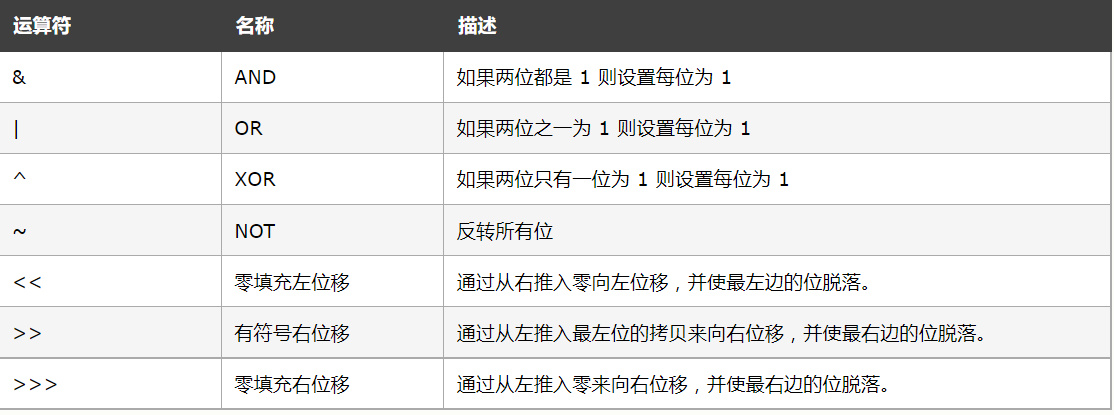 运算符 名称 描述
& AND 如果两位都是 1 则设置每位为 1
| OR 如果两位之一为 1 则设置每位为 1
^ XOR 如果两位只有一位为 1 则设置每位为 1
~ NOT 反转所有位
<< 零填充左位移 通过从右推入零向左位移，并使最左边的位脱落。
>> 有符号右位移 通过从左推入最左位的拷贝来向右位移，并使最右边的位脱落。
>>> 零填充右位移 通过从左推入零来向右位移，并使最右边的位脱落。